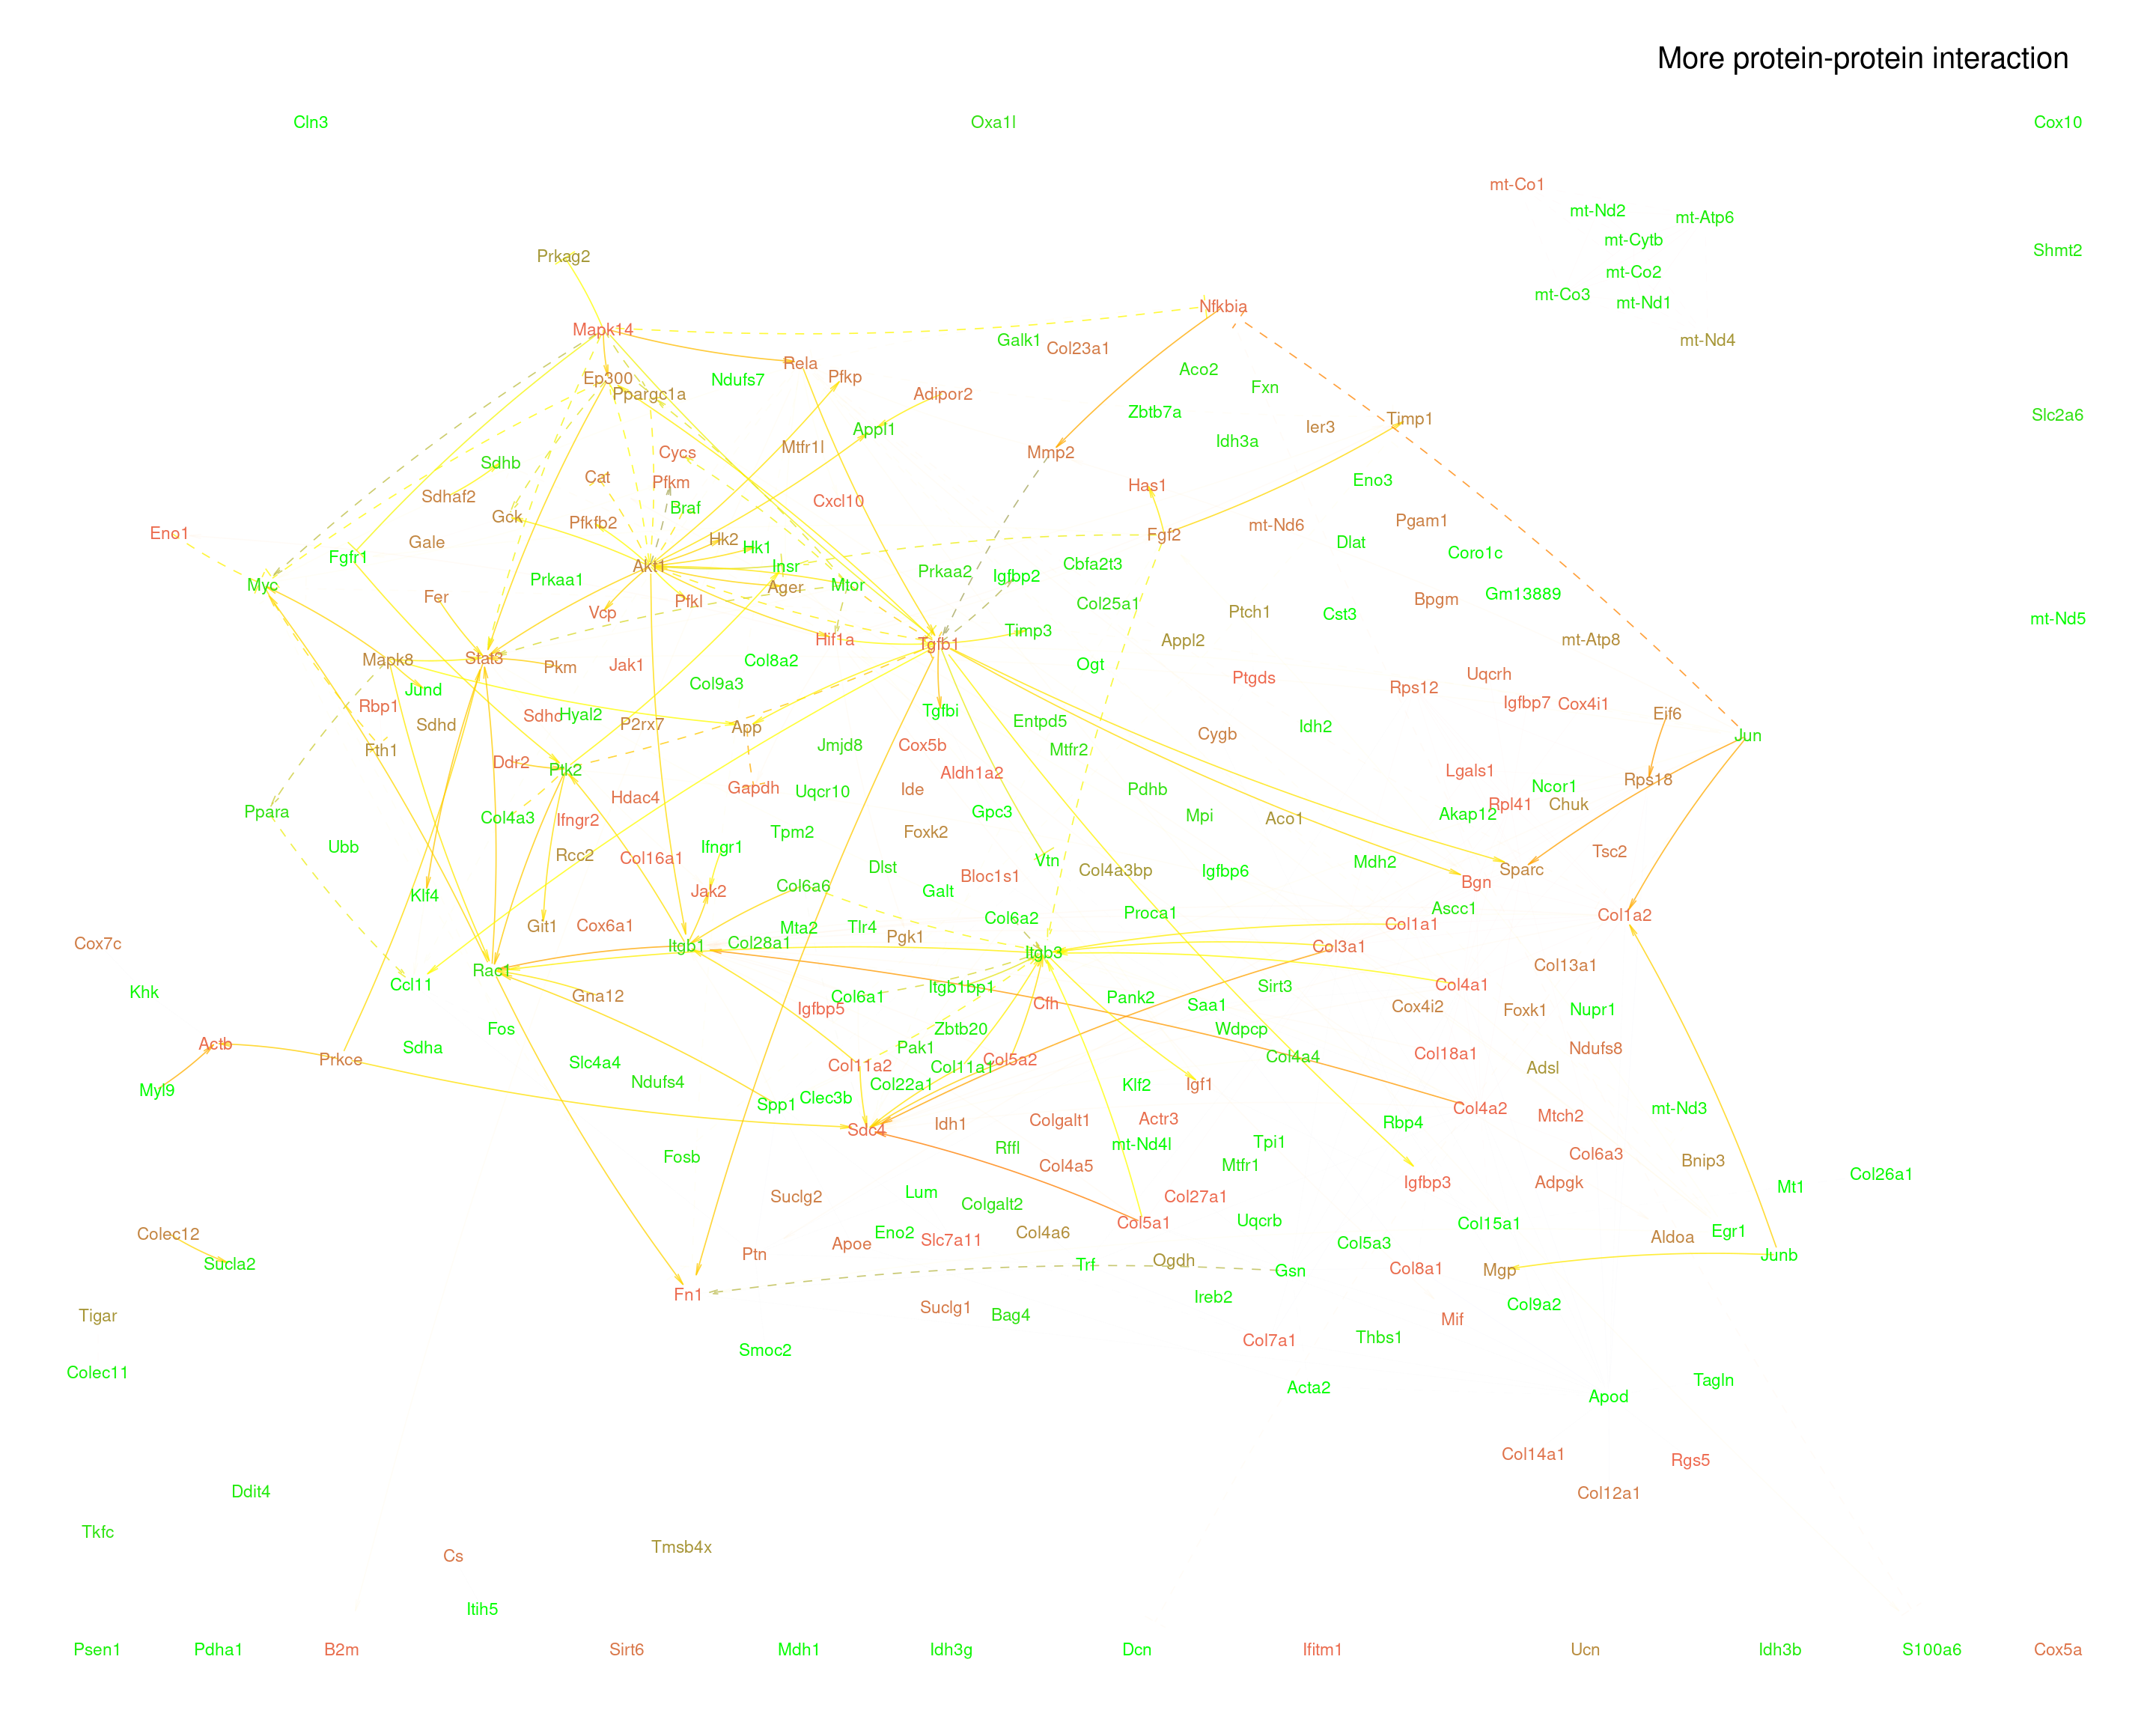 More protein-protein interaction
Cln3
Oxa1l
Cox10
mt-Co1
mt-Nd2
mt-Atp6
mt-Cytb
Shmt2
Prkag2
mt-Co2
mt-Co3
mt-Nd1
Nfkbia
Mapk14
Galk1
mt-Nd4
Col23a1
Rela
Aco2
Ep300
Ndufs7
Pfkp
Fxn
Ppargc1a
Adipor2
Zbtb7a
Slc2a6
Timp1
Appl1
Ier3
Idh3a
Mtfr1l
Cycs
Mmp2
Sdhb
Cat
Pfkm
Eno3
Has1
Sdhaf2
Cxcl10
Braf
Gck
Pfkfb2
mt-Nd6
Pgam1
Eno1
Fgf2
Gale
Hk2
Hk1
Dlat
Coro1c
Fgfr1
Akt1
Insr
Cbfa2t3
Prkaa1
Prkaa2
Igfbp2
Myc
Ager
Mtor
Fer
Pfkl
Col25a1
Bpgm
Gm13889
Vcp
Ptch1
Cst3
mt-Nd5
Timp3
Hif1a
Tgfb1
Appl2
mt-Atp8
Mapk8
Stat3
Pkm
Jak1
Col8a2
Ogt
Ptgds
Uqcrh
Jund
Col9a3
Rps12
Rbp1
Igfbp7
Cox4i1
Sdhd
Sdhc
Hyal2
P2rx7
App
Tgfbi
Entpd5
Idh2
Eif6
Cygb
Jun
Fth1
Jmjd8
Cox5b
Mtfr2
Ddr2
Ptk2
Aldh1a2
Lgals1
Rps18
Gapdh
Ide
Pdhb
Ncor1
Hdac4
Uqcr10
Ppara
Col4a3
Ifngr2
Gpc3
Mpi
Aco1
Akap12
Rpl41
Chuk
Tpm2
Foxk2
Ubb
Rcc2
Col16a1
Ifngr1
Vtn
Mdh2
Tsc2
Dlst
Col4a3bp
Igfbp6
Sparc
Bloc1s1
Bgn
Klf4
Jak2
Col6a6
Galt
Ascc1
Git1
Cox6a1
Mta2
Tlr4
Col6a2
Proca1
Col1a1
Col1a2
Cox7c
Itgb1
Col28a1
Pgk1
Itgb3
Col3a1
Rac1
Col13a1
Khk
Ccl11
Gna12
Igfbp5
Col6a1
Itgb1bp1
Cfh
Pank2
Saa1
Sirt3
Col4a1
Cox4i2
Foxk1
Nupr1
Fos
Zbtb20
Wdpcp
Actb
Prkce
Sdha
Slc4a4
Pak1
Col5a2
Col4a4
Col18a1
Ndufs8
Col11a2
Col11a1
Adsl
Myl9
Ndufs4
Col22a1
Klf2
Igf1
Spp1
Clec3b
Col4a2
mt-Nd3
Sdc4
Idh1
Colgalt1
Actr3
Rbp4
Mtch2
Fosb
Rffl
mt-Nd4l
Tpi1
Col6a3
Col4a5
Mtfr1
Bnip3
Igfbp3
Adpgk
Mt1
Col26a1
Suclg2
Lum
Col27a1
Colgalt2
Col5a1
Uqcrb
Col15a1
Colec12
Eno2
Slc7a11
Col4a6
Col5a3
Aldoa
Egr1
Sucla2
Ptn
Apoe
Trf
Ogdh
Gsn
Col8a1
Mgp
Junb
Fn1
Suclg1
Bag4
Ireb2
Col9a2
Tigar
Mif
Smoc2
Col7a1
Thbs1
Colec11
Acta2
Apod
Tagln
Col14a1
Rgs5
Ddit4
Col12a1
Tkfc
Cs
Tmsb4x
Itih5
Psen1
Pdha1
B2m
Sirt6
Mdh1
Idh3g
Dcn
Ifitm1
Ucn
Idh3b
S100a6
Cox5a